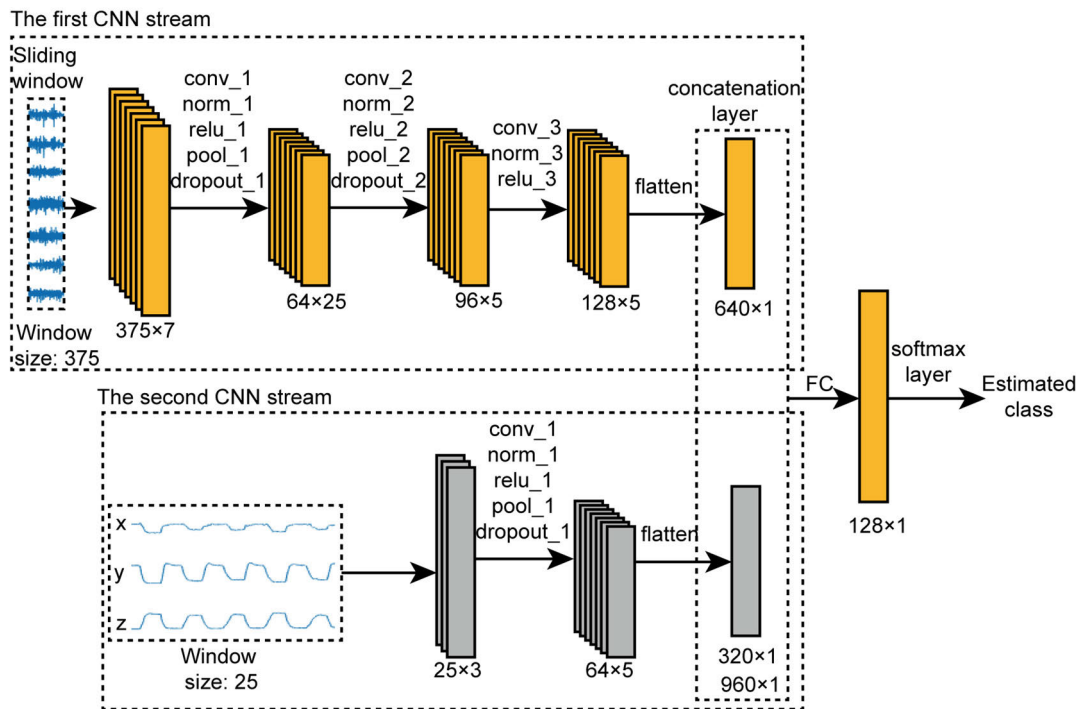 The first CNN stream
Sliding
window
Window
size: 375
375×7
conv_1
norm_1
relu_1
pool_1
dropout_1
64×25
conv_2
norm_2
relu_2
pool_2
dropout_2
96×5
conv_3
norm_3
relu_3
128×5
flatten
concatenation
layer
640×1
The second CNN stream
x
y
z
Window
size: 25
25×3
conv_1
norm_1
relu_1
pool_1
dropout_1
64×5
flatten
320×1
960×1
FC
128×1
softmax
layer
Estimated
class